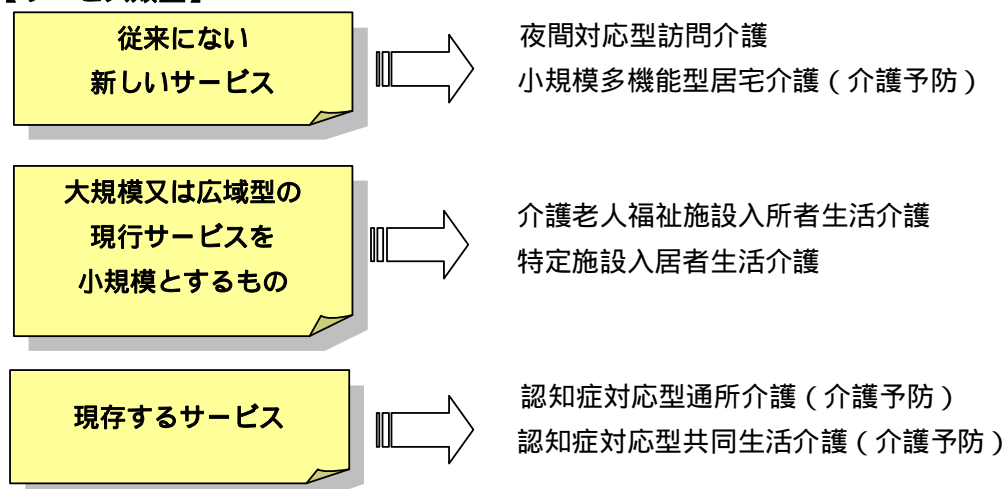 従来にない
新しいサービス
夜間対応型訪問介護
小規模多機能型居宅介護（介護予防）
大規模又は広域型の
現行サービスを
小規模とするもの
介護老人福祉施設入所者生活介護
特定施設入居者生活介護
現存するサービス
認知症対応型通所介護（介護予防）
認知症対応型共同生活介護（介護予防）